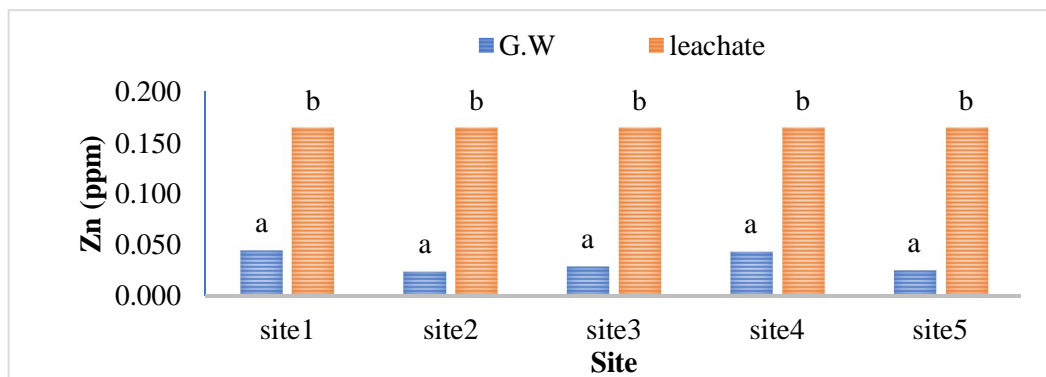 G.W leachate
0.200
0.150
0.100
0.050
0.000
Zn (ppm)
a b a b a b a b a b
site1 site2 site3 site4 site5
Site